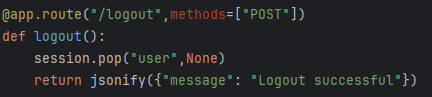 @app.route("/logout",methods=["POST"])
def logout():
    session.pop("user",None)
    return jsonify({"message": "Logout successful"})